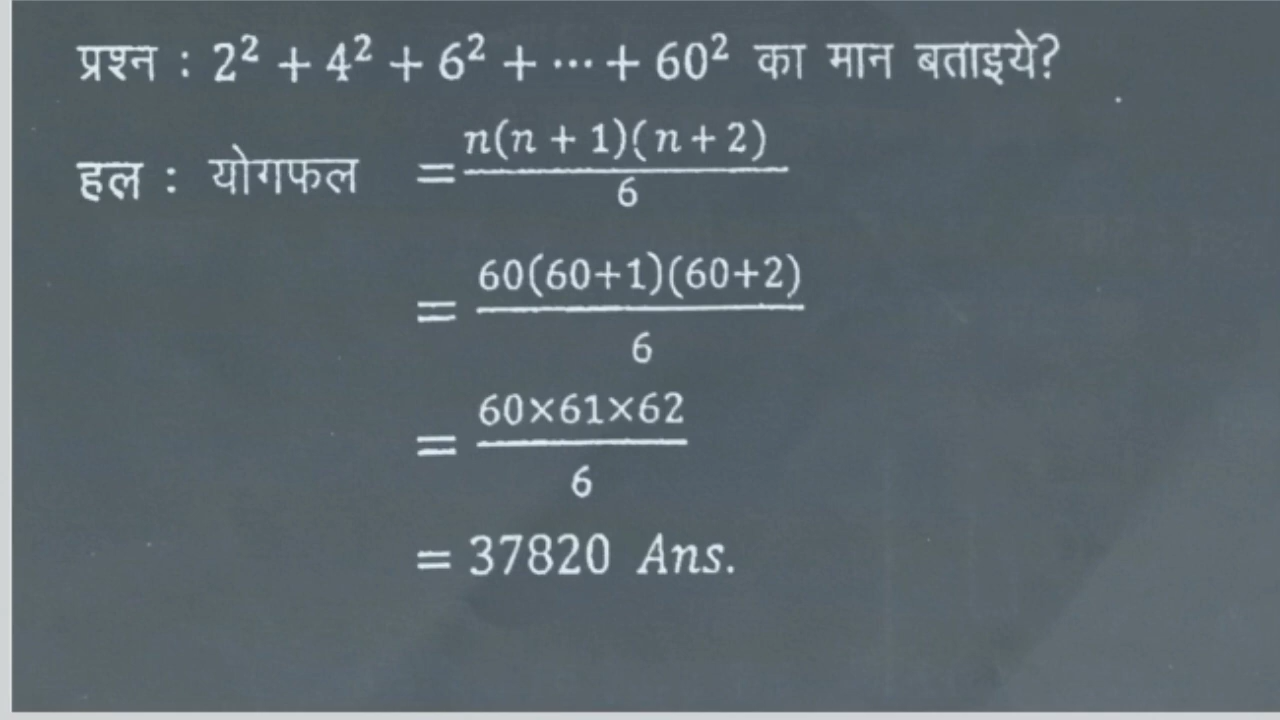 प्रश्न : 2² + 4² + 6² + ⋯ + 60² का मान बताइये?
हल : योगफल = n(n + 1)(n + 2) / 6
= 60(60+1)(60+2) / 6
= 60×61×62 / 6
= 37820 Ans.